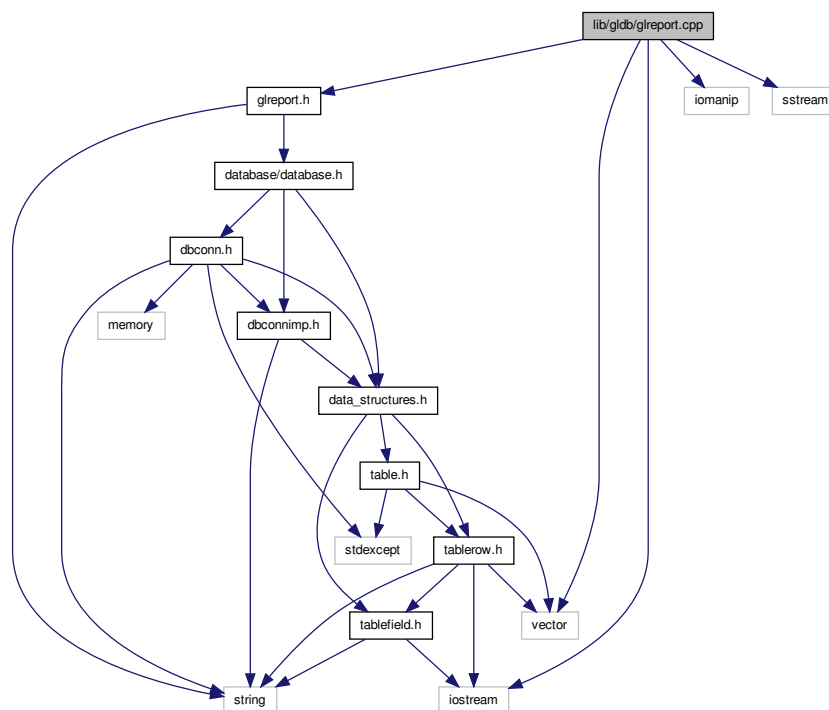 lib/gldb/glreport.cpp
glreport.h
iomanip
sstream
database/database.h
dbconn.h
memory
dbconnimp.h
data_structures.h
table.h
stdexcept
tablerow.h
tablefield.h
vector
string
iostream